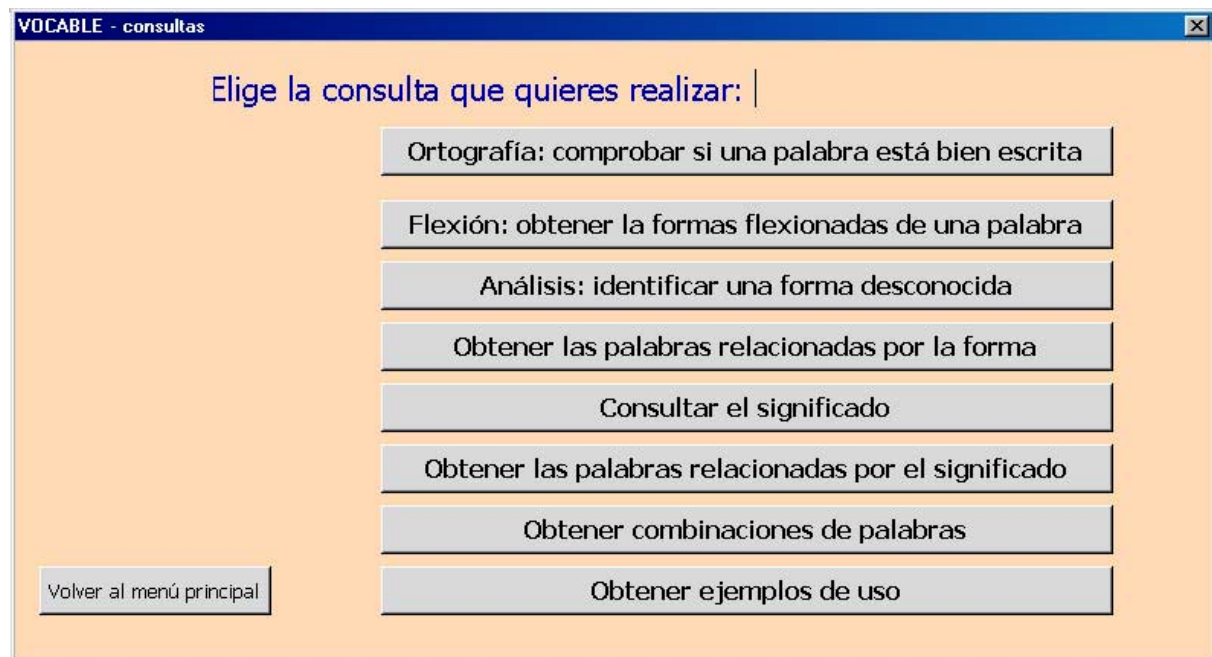 VOCABLE - consultas
Elige la consulta que quieres realizar:
Ortografía: comprobar si una palabra está bien escrita
Flexión: obtener la formas flexionadas de una palabra
Análisis: identificar una forma desconocida
Obtener las palabras relacionadas por la forma
Consultar el significado
Obtener las palabras relacionadas por el significado
Obtener combinaciones de palabras
Volver al menú principal
Obtener ejemplos de uso